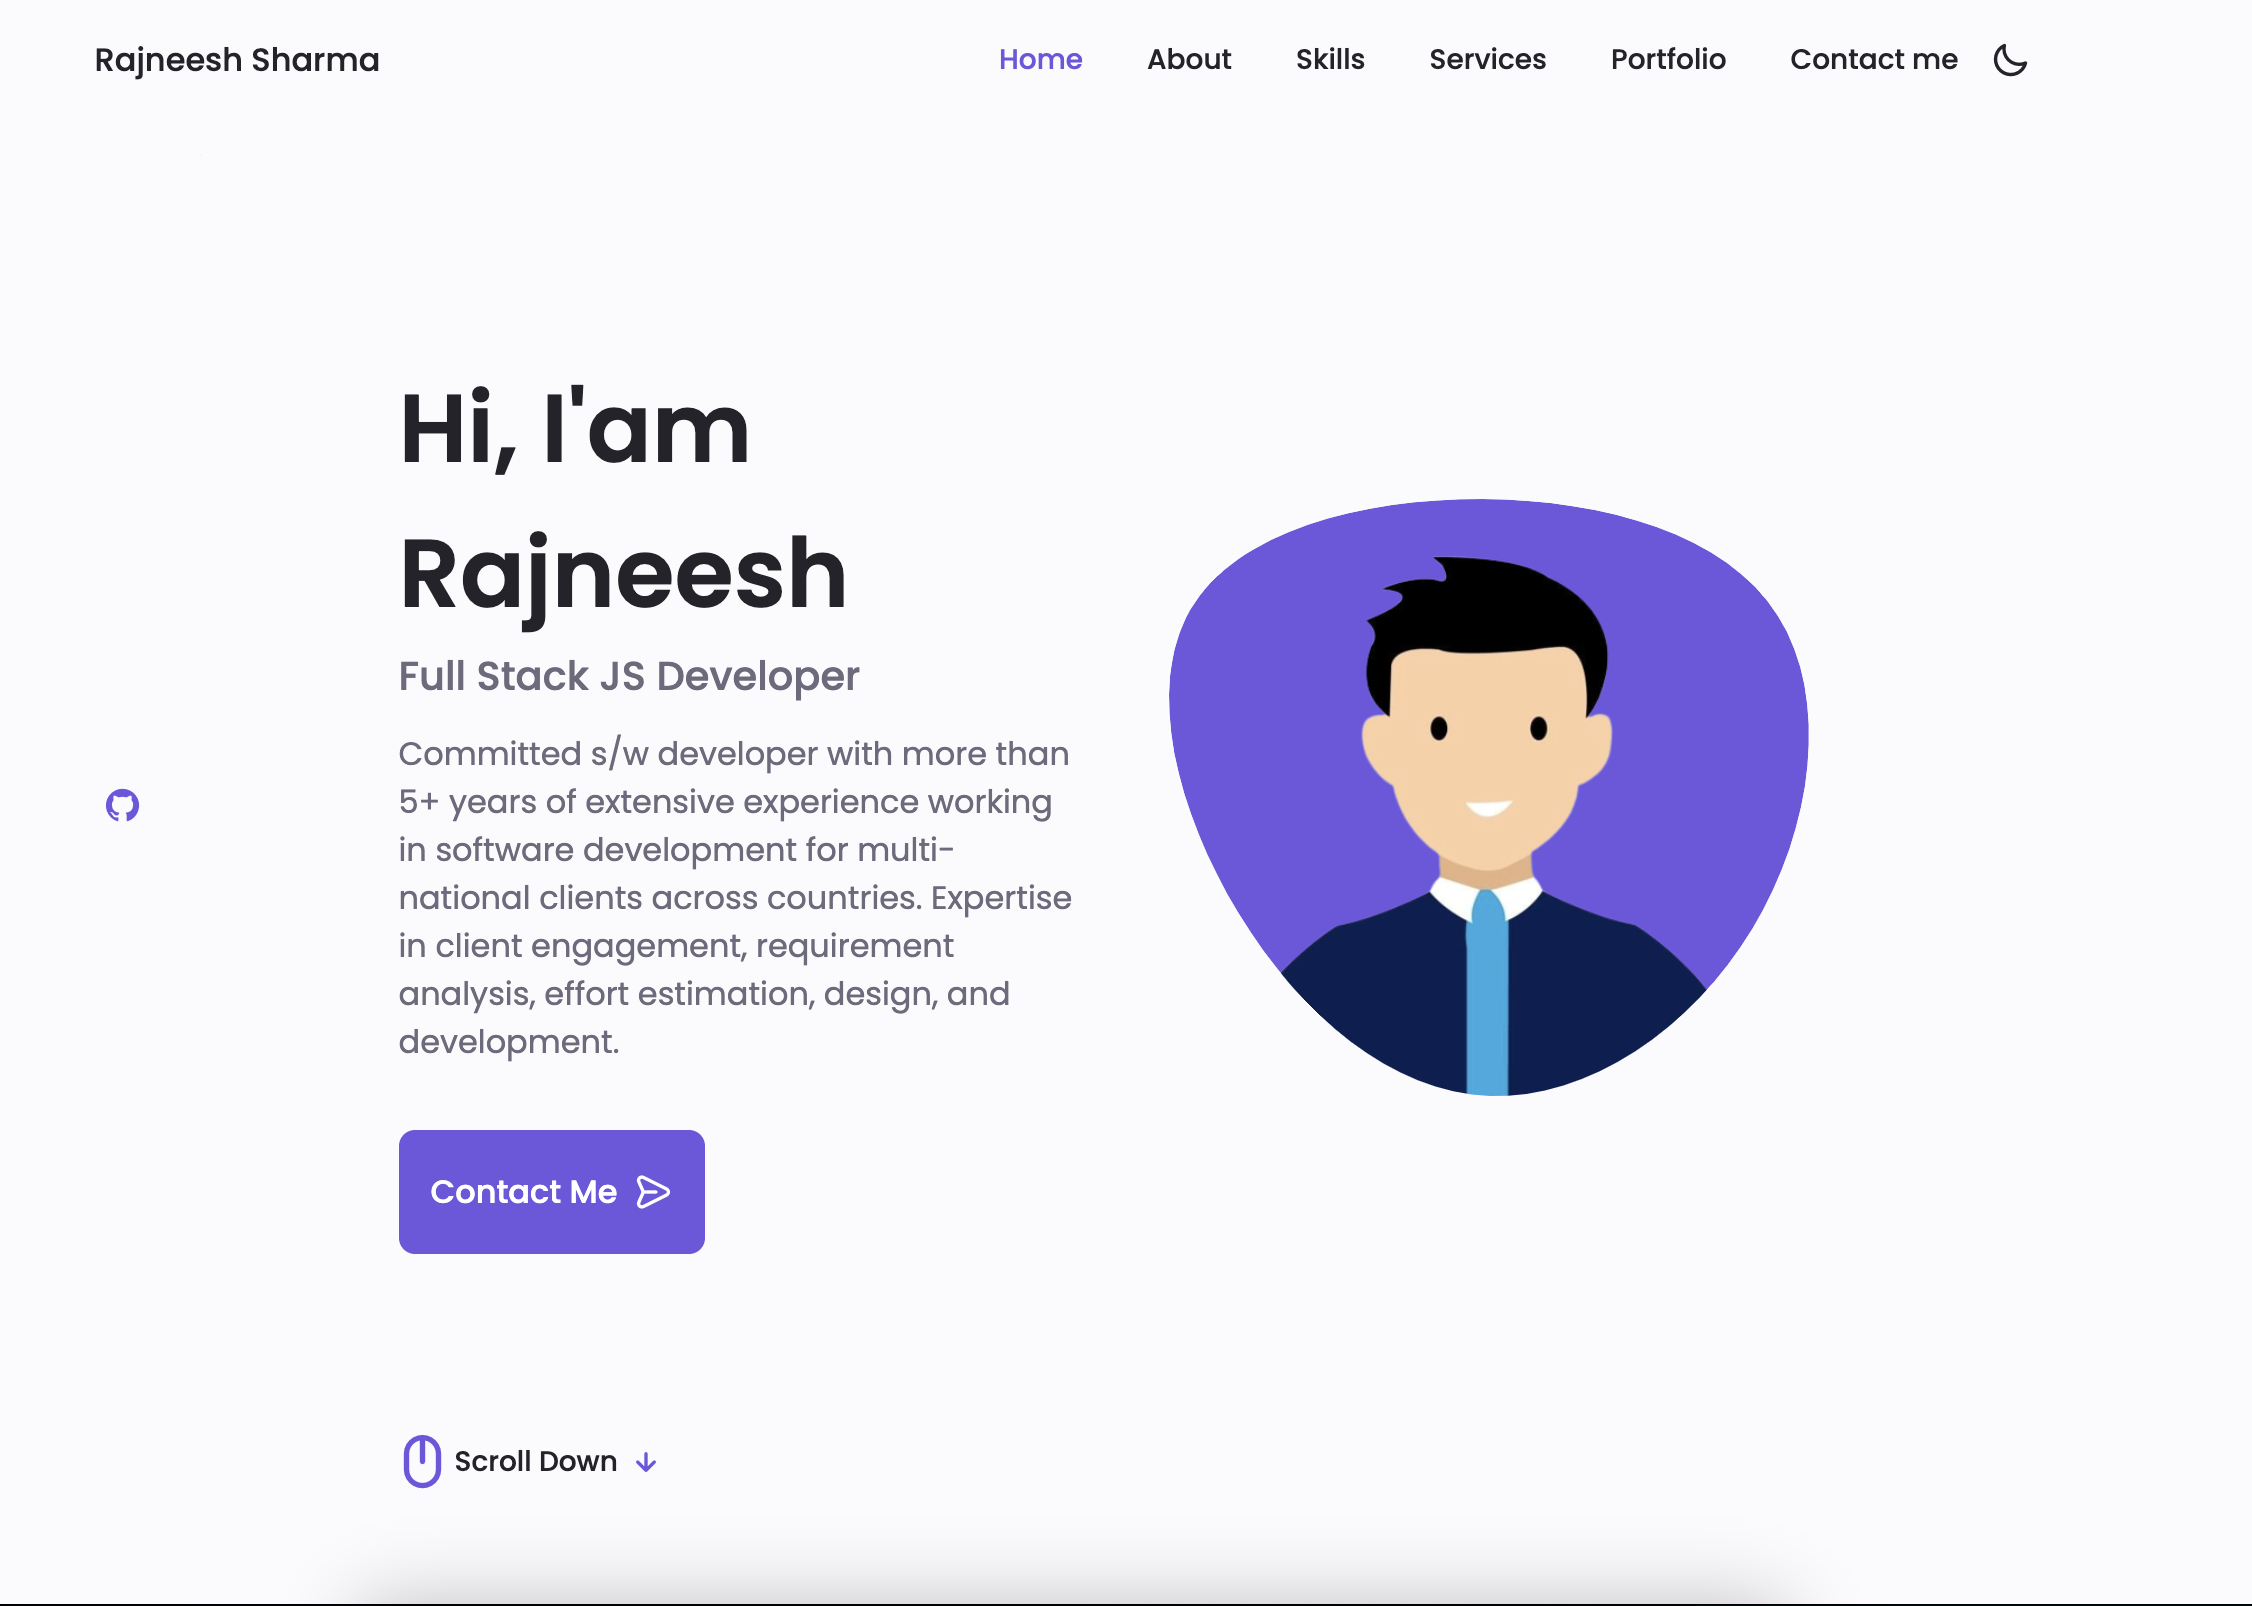 Rajneesh Sharma
Home About Skills Services Portfolio Contact me
Hi, I'am
Rajneesh
Full Stack JS Developer
Committed s/w developer with more than
5+ years of extensive experience working
in software development for multi-
national clients across countries. Expertise
in client engagement, requirement
analysis, effort estimation, design, and
development.
Contact Me
Scroll Down